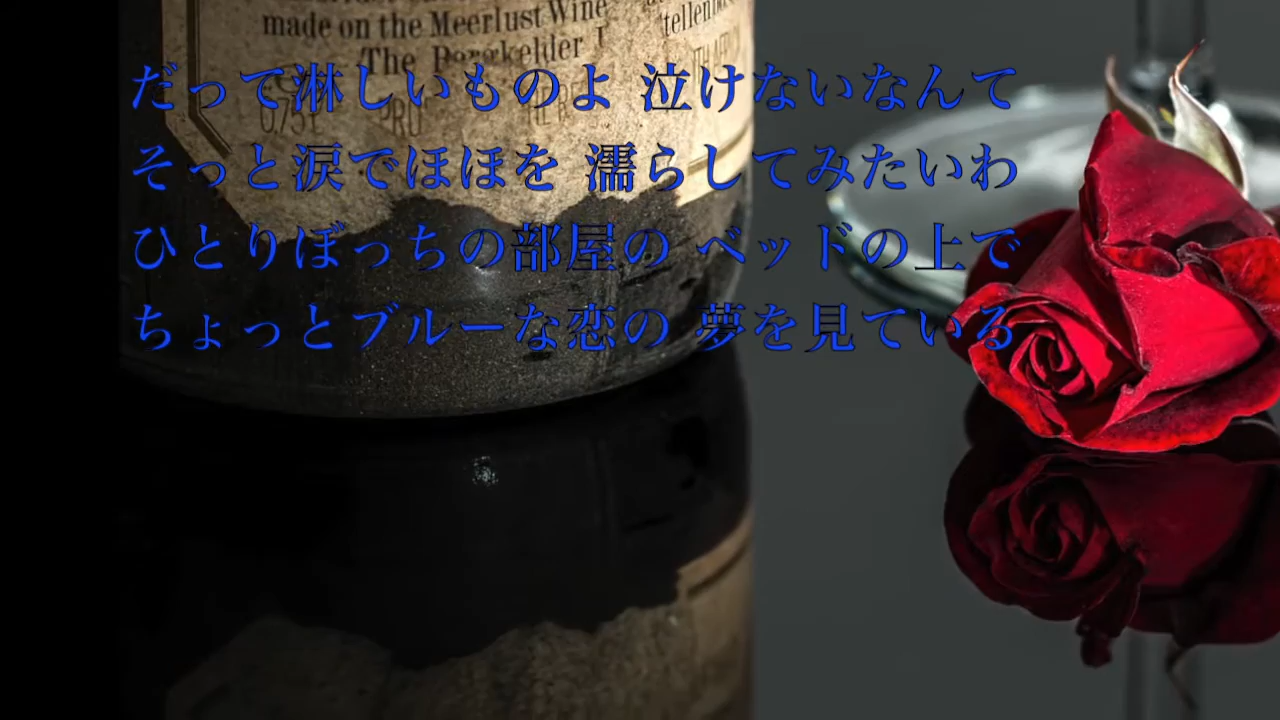 made on the Meerlust Wine
The Bergkelder
だって淋しいものよ 泣けないなんて
そっと涙でほほを 濡らしてみたいわ
ひとりぼっちの部屋の ベッドの上で
ちょっとブルーな恋の 夢を見ている